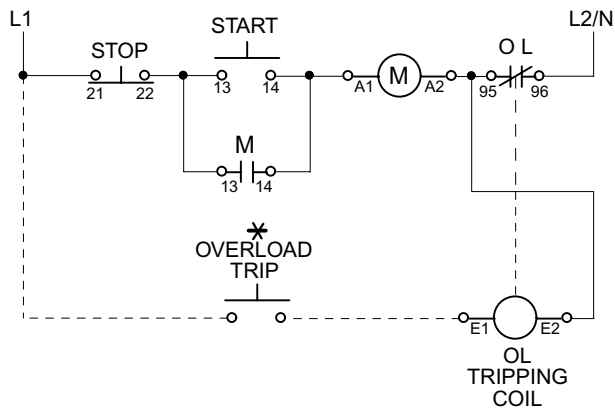 L1
L2/N
STOP
START
O L
21
22
13
14
A1
M
A2
95
96
M
13
14
*
OVERLOAD
TRIP
E1
E2
OL
TRIPPING
COIL